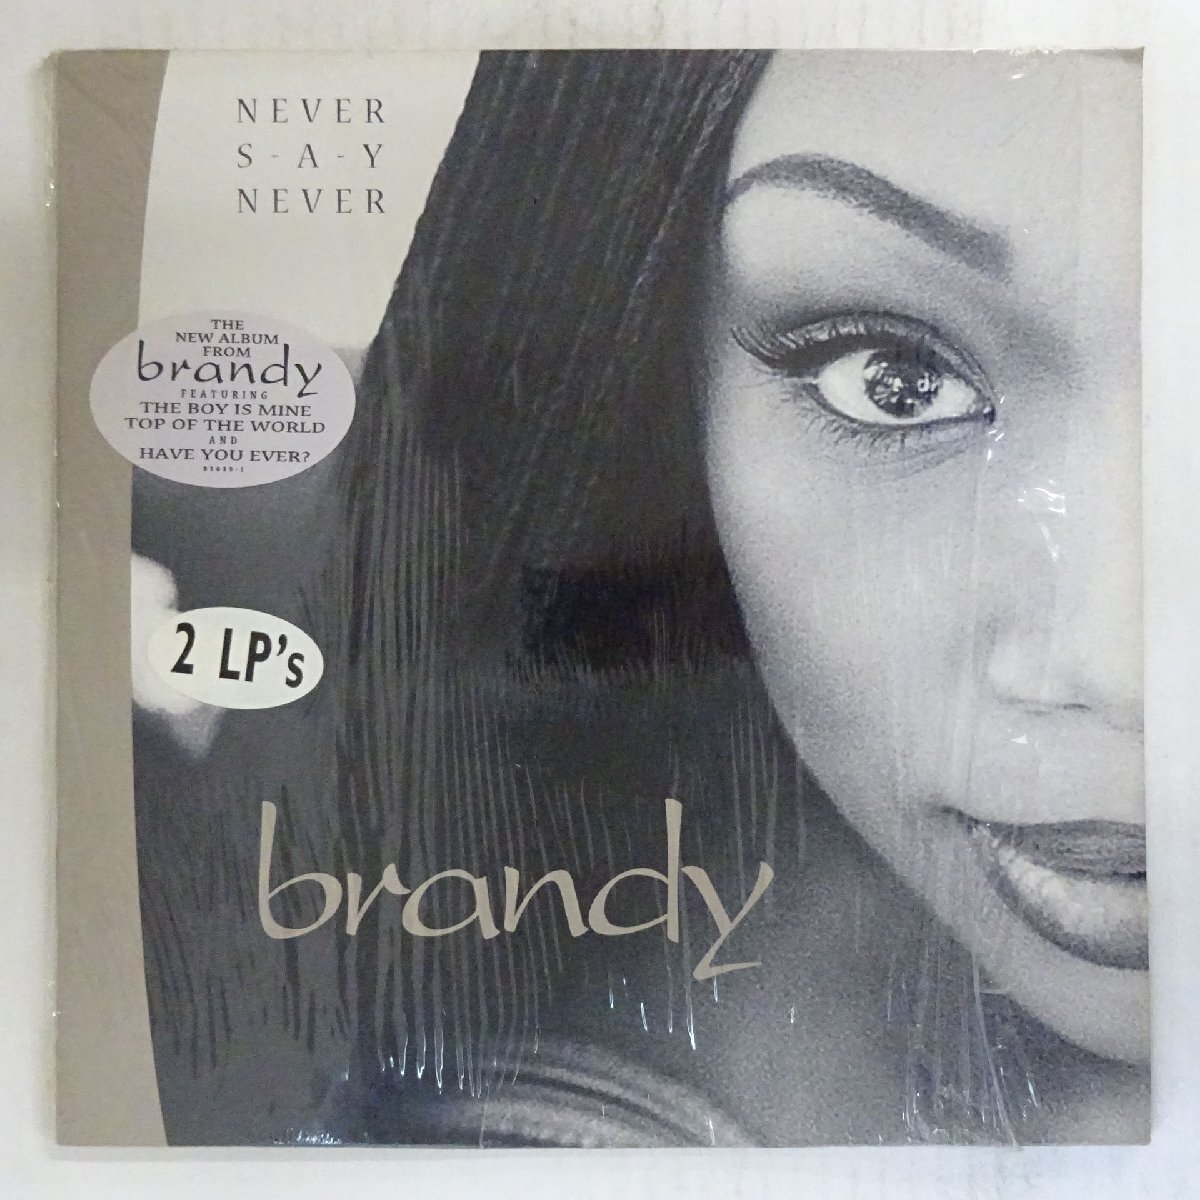 NEVER
S-A-Y
NEVER
THE
NEW ALBUM
FROM
brandy
FEATURING
THE BOY IS MINE
TOP OF THE WORLD
AND
HAVE YOU EVER?
2 LP's
brandy